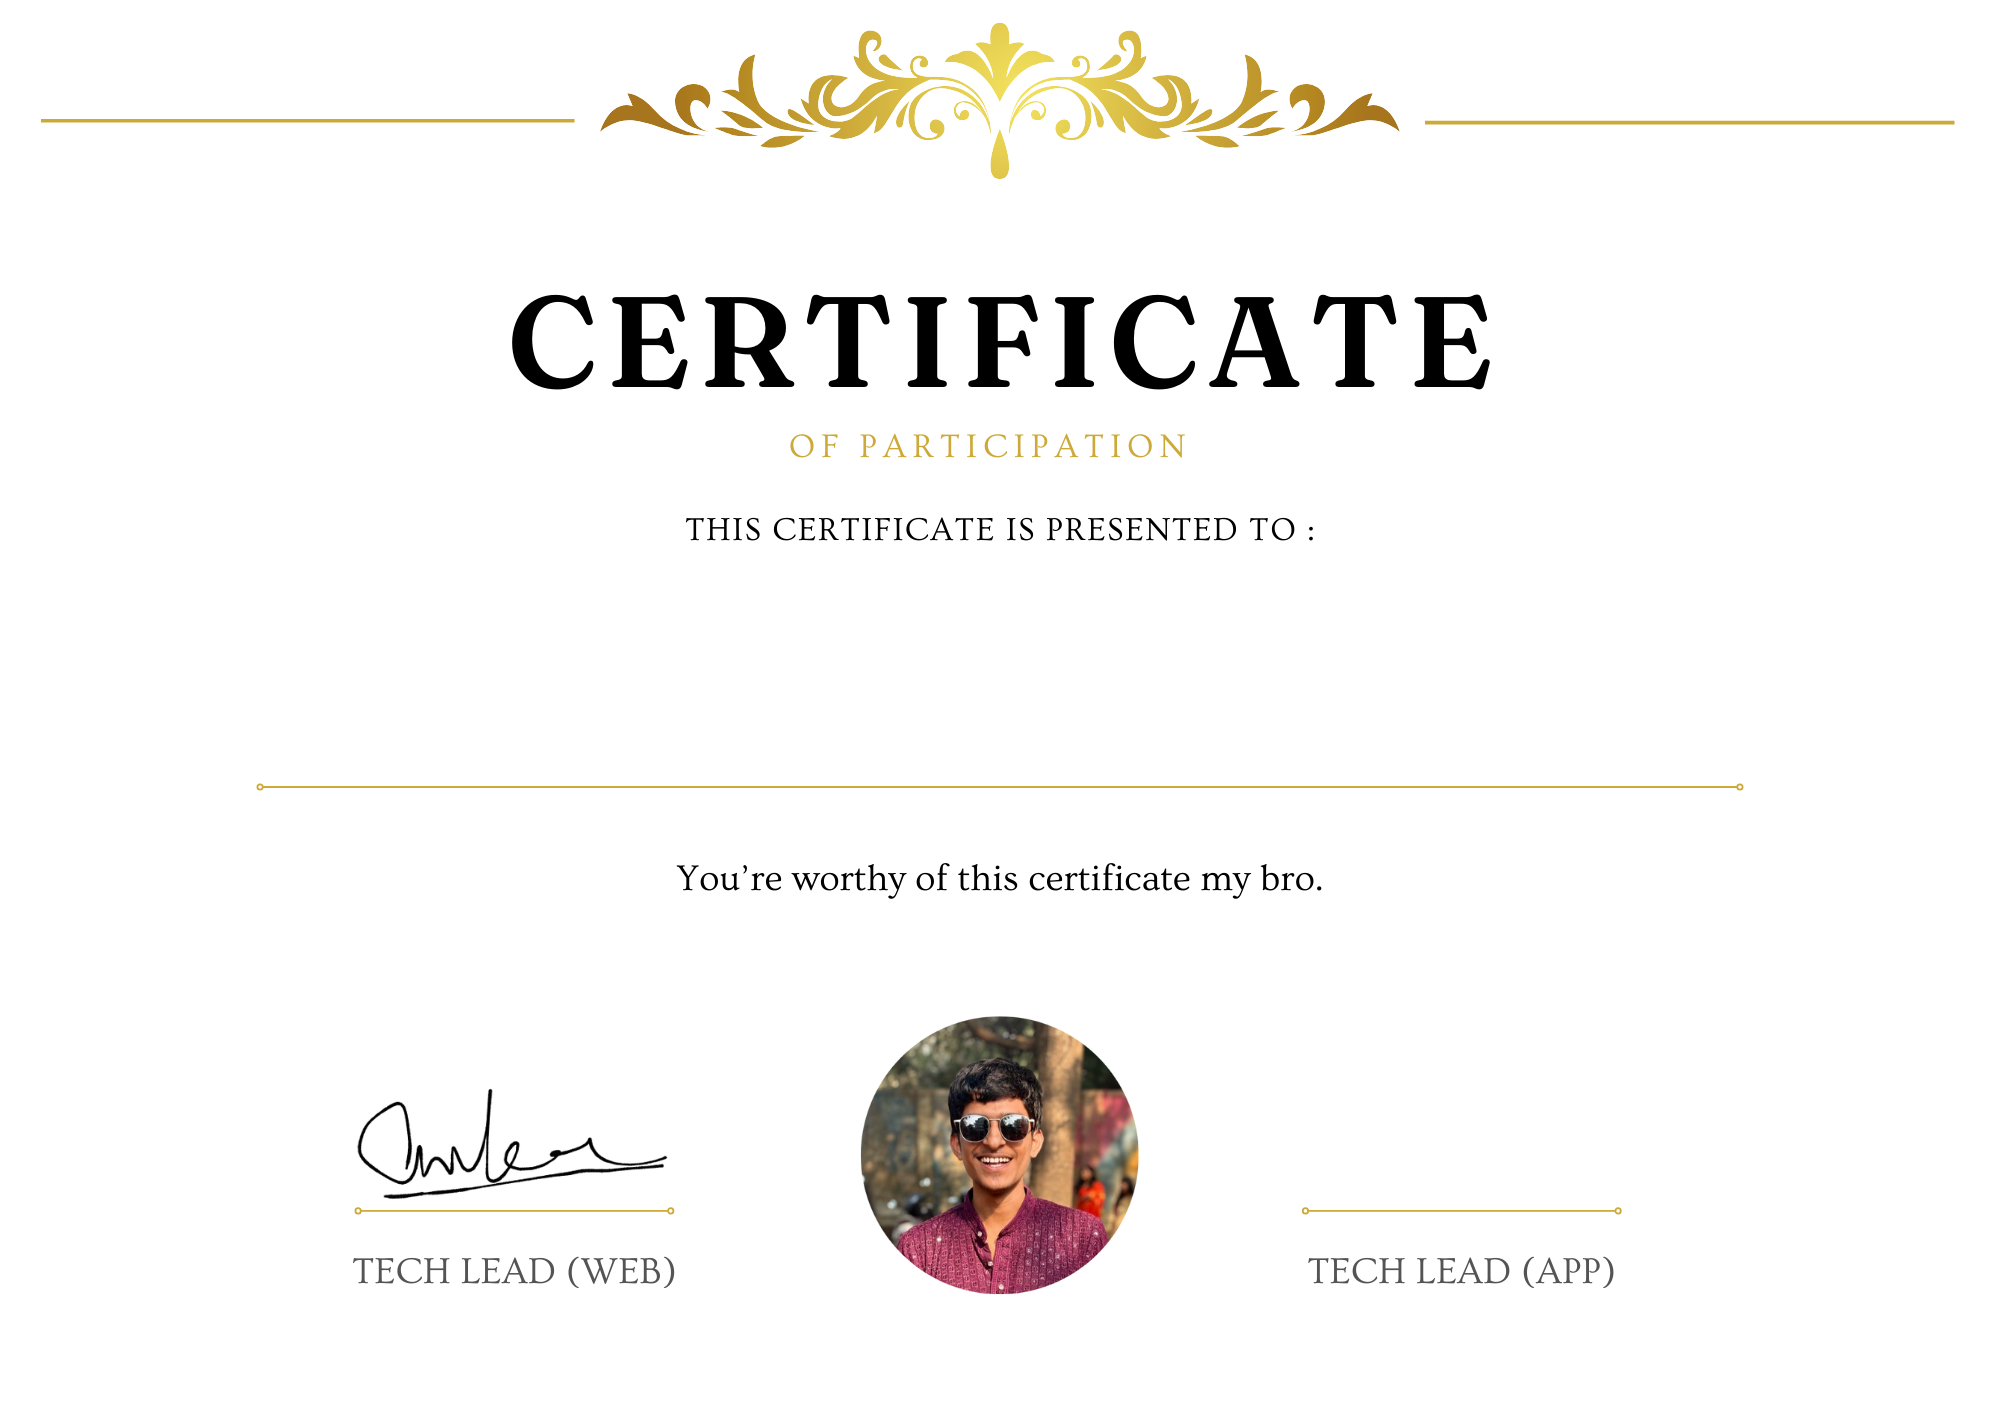 CERTIFICATE
OF PARTICIPATION
THIS CERTIFICATE IS PRESENTED TO :
You’re worthy of this certificate my bro.
TECH LEAD (WEB)
TECH LEAD (APP)